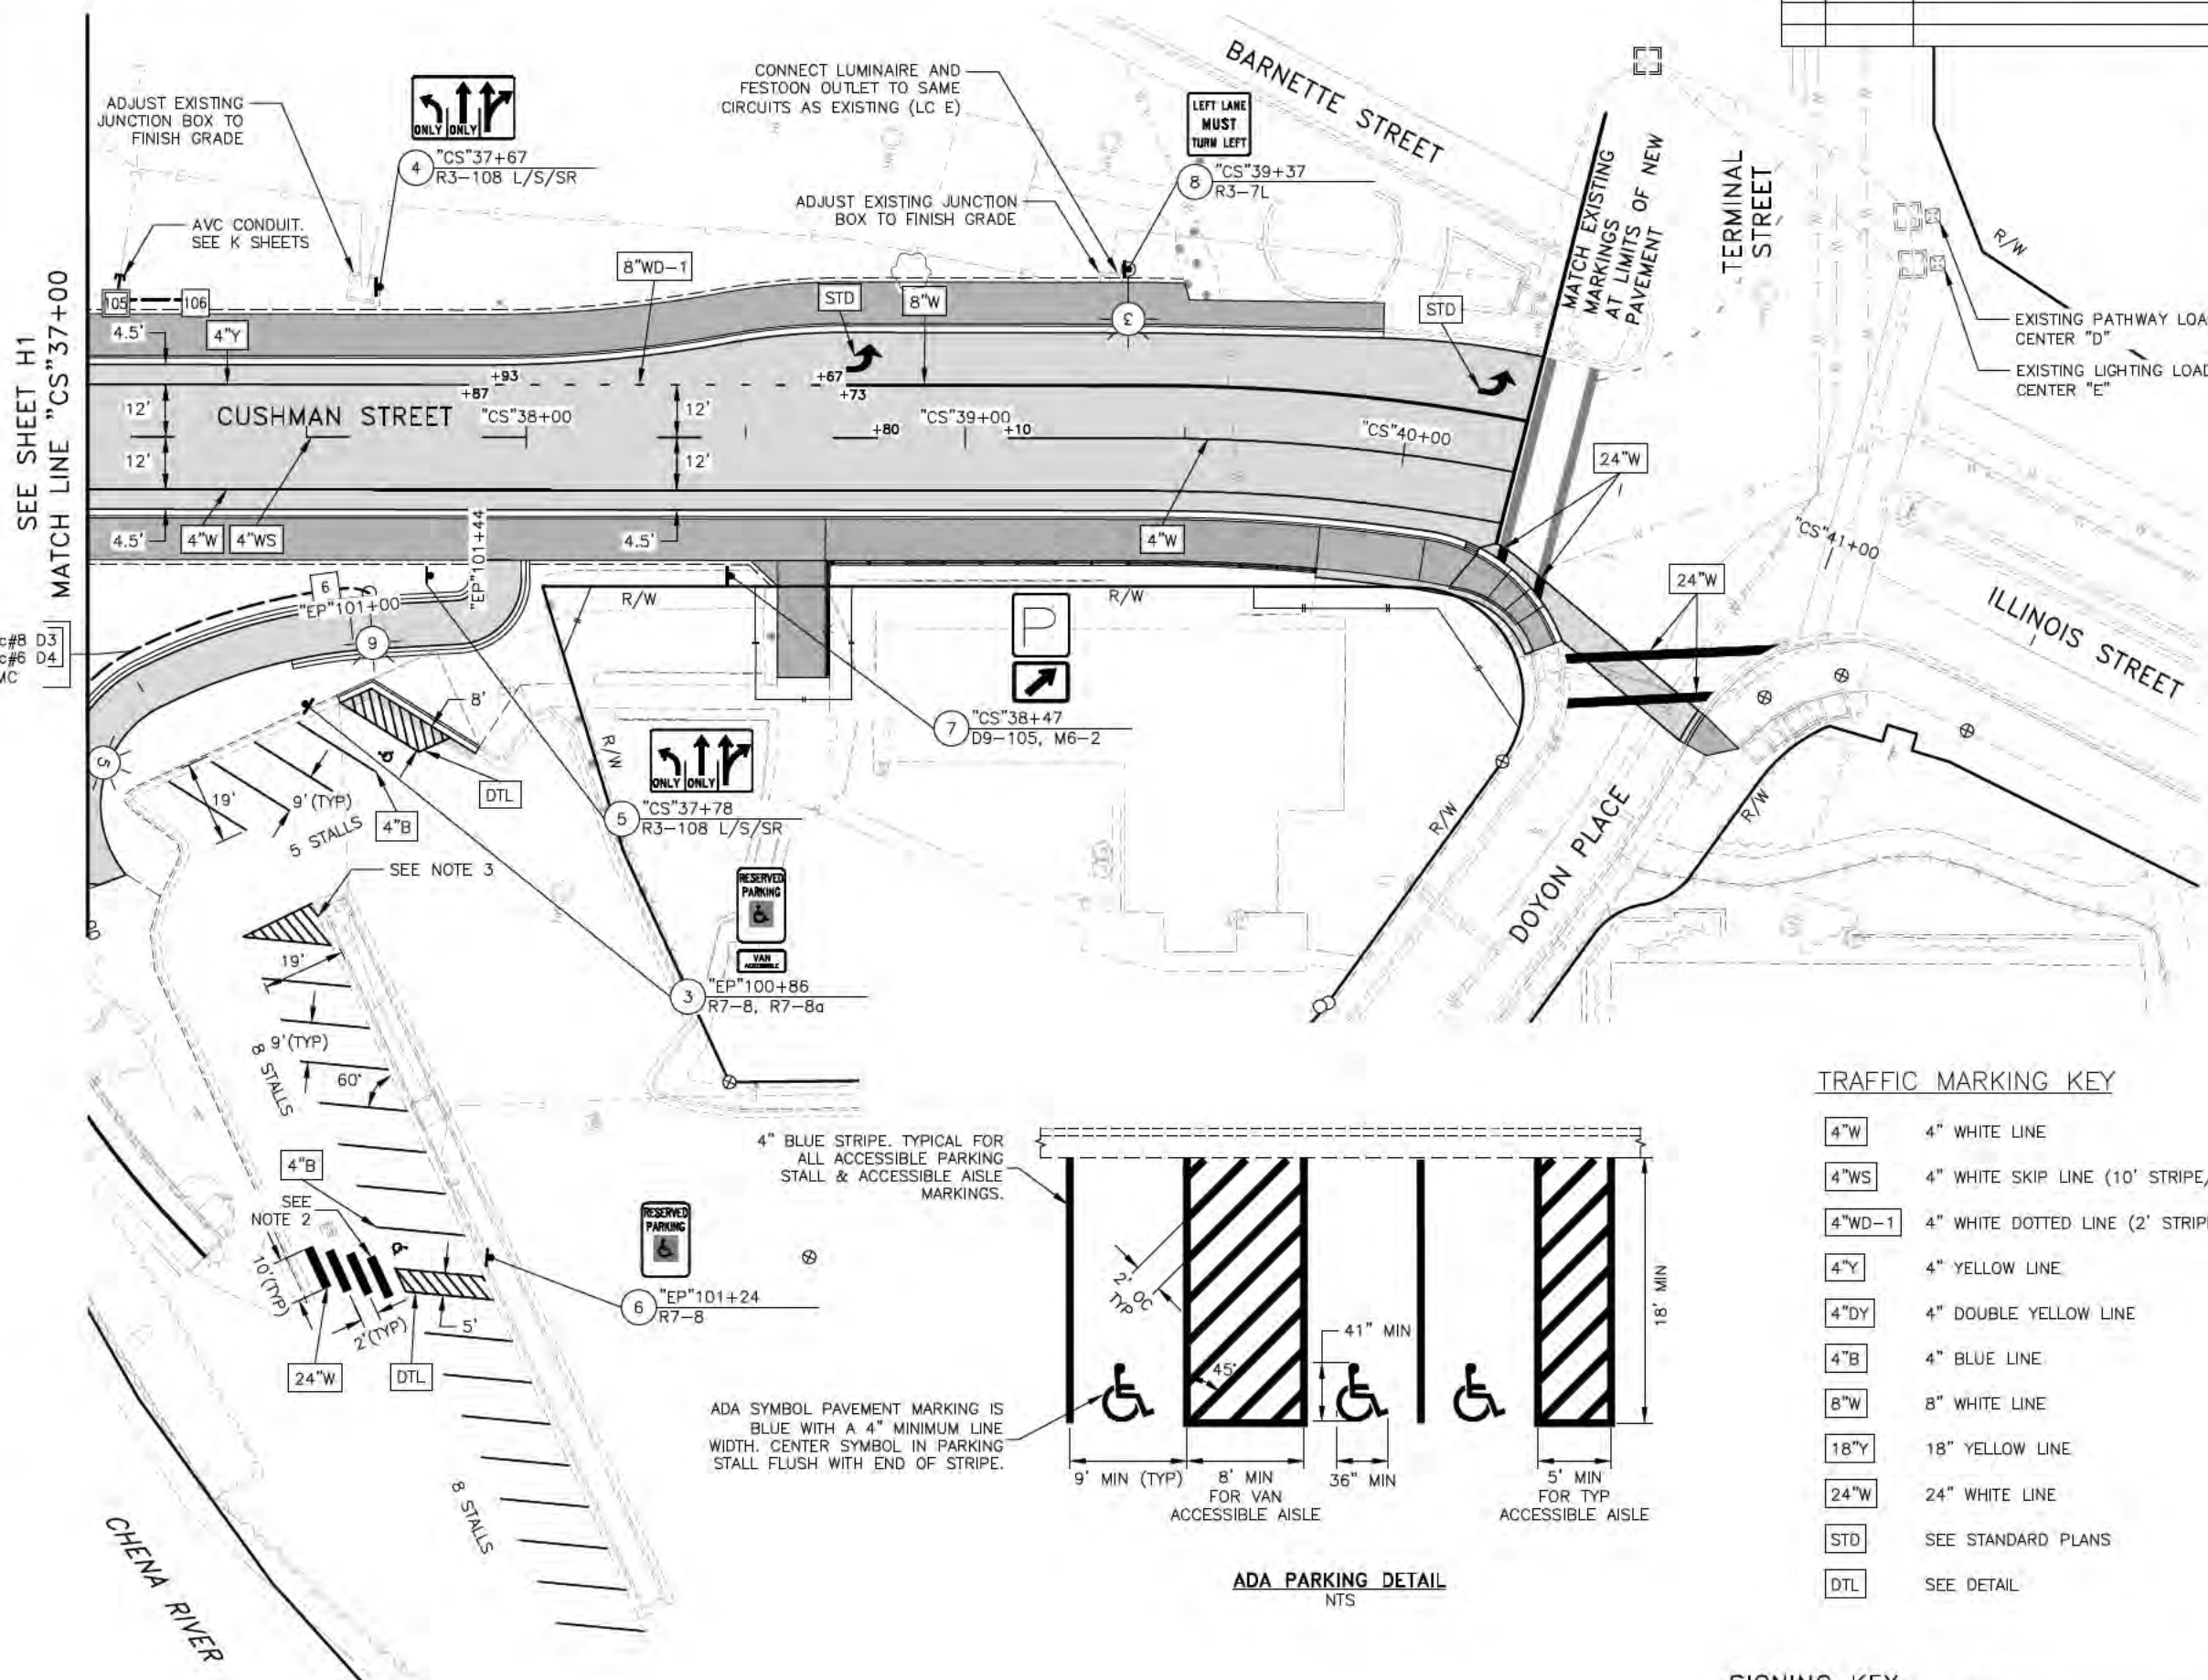 SEE SHEET H1
MATCH LINE "CS"37+00
ADJUST EXISTING
JUNCTION BOX TO
FINISH GRADE
AVC CONDUIT.
SEE K SHEETS
105
106
ONLY ONLY
4
"CS"37+67
R3-108 L/S/SR
CONNECT LUMINAIRE AND
FESTOON OUTLET TO SAME
CIRCUITS AS EXISTING (LC E)
ADJUST EXISTING JUNCTION
BOX TO FINISH GRADE
LEFT LANE
MUST
TURN LEFT
8
"CS"39+37
R3-7L
BARNETTE STREET
MATCH EXISTING
MARKINGS
AT LIMITS OF NEW
PAVEMENT
TERMINAL
STREET
R/W
EXISTING PATHWAY LOA
CENTER "D"
EXISTING LIGHTING LOAD
CENTER "E"
8"WD-1
STD
8"W
3
STD
4.5'
4"Y
+93
+87
+67
+73
12'
CUSHMAN STREET
"CS"38+00
12'
+80
"CS"39+00
+10
"CS"40+00
12'
12'
24"W
4.5'
4"W
4"WS
"EP"101+44
4.5'
4"W
"CS"41+00
24"W
ILLINOIS STREET
6
"EP"101+00
R/W
R/W
c#8 D3
c#6 D4
MC
9
P
7
"CS"38+47
D9-105, M6-2
8'
R/W
ONLY ONLY
5
"CS"37+78
R3-108 L/S/SR
DTL
5
19'
9'(TYP)
5 STALLS
4"B
SEE NOTE 3
RESERVED
PARKING
VAN
ACCESSIBLE
3
"EP"100+86
R7-8, R7-8a
R/W
R/W
DOYON PLACE
19'
9'(TYP)
8 STALLS
60°
4"B
SEE
NOTE 2
10'(TYP)
2'(TYP)
5'
24"W
DTL
RESERVED
PARKING
6
"EP"101+24
R7-8
8 STALLS
CHENA RIVER
4" BLUE STRIPE. TYPICAL FOR
ALL ACCESSIBLE PARKING
STALL & ACCESSIBLE AISLE
MARKINGS.
2' OC
TYP
45°
41" MIN
18' MIN
ADA SYMBOL PAVEMENT MARKING IS
BLUE WITH A 4" MINIMUM LINE
WIDTH. CENTER SYMBOL IN PARKING
STALL FLUSH WITH END OF STRIPE.
9' MIN (TYP)
8' MIN
FOR VAN
ACCESSIBLE AISLE
36" MIN
5' MIN
FOR TYP
ACCESSIBLE AISLE
ADA PARKING DETAIL
NTS
TRAFFIC MARKING KEY
4"W 4" WHITE LINE
4"WS 4" WHITE SKIP LINE (10' STRIPE/
4"WD-1 4" WHITE DOTTED LINE (2' STRIP
4"Y 4" YELLOW LINE
4"DY 4" DOUBLE YELLOW LINE
4"B 4" BLUE LINE
8"W 8" WHITE LINE
18"Y 18" YELLOW LINE
24"W 24" WHITE LINE
STD SEE STANDARD PLANS
DTL SEE DETAIL
SIGNING KEY